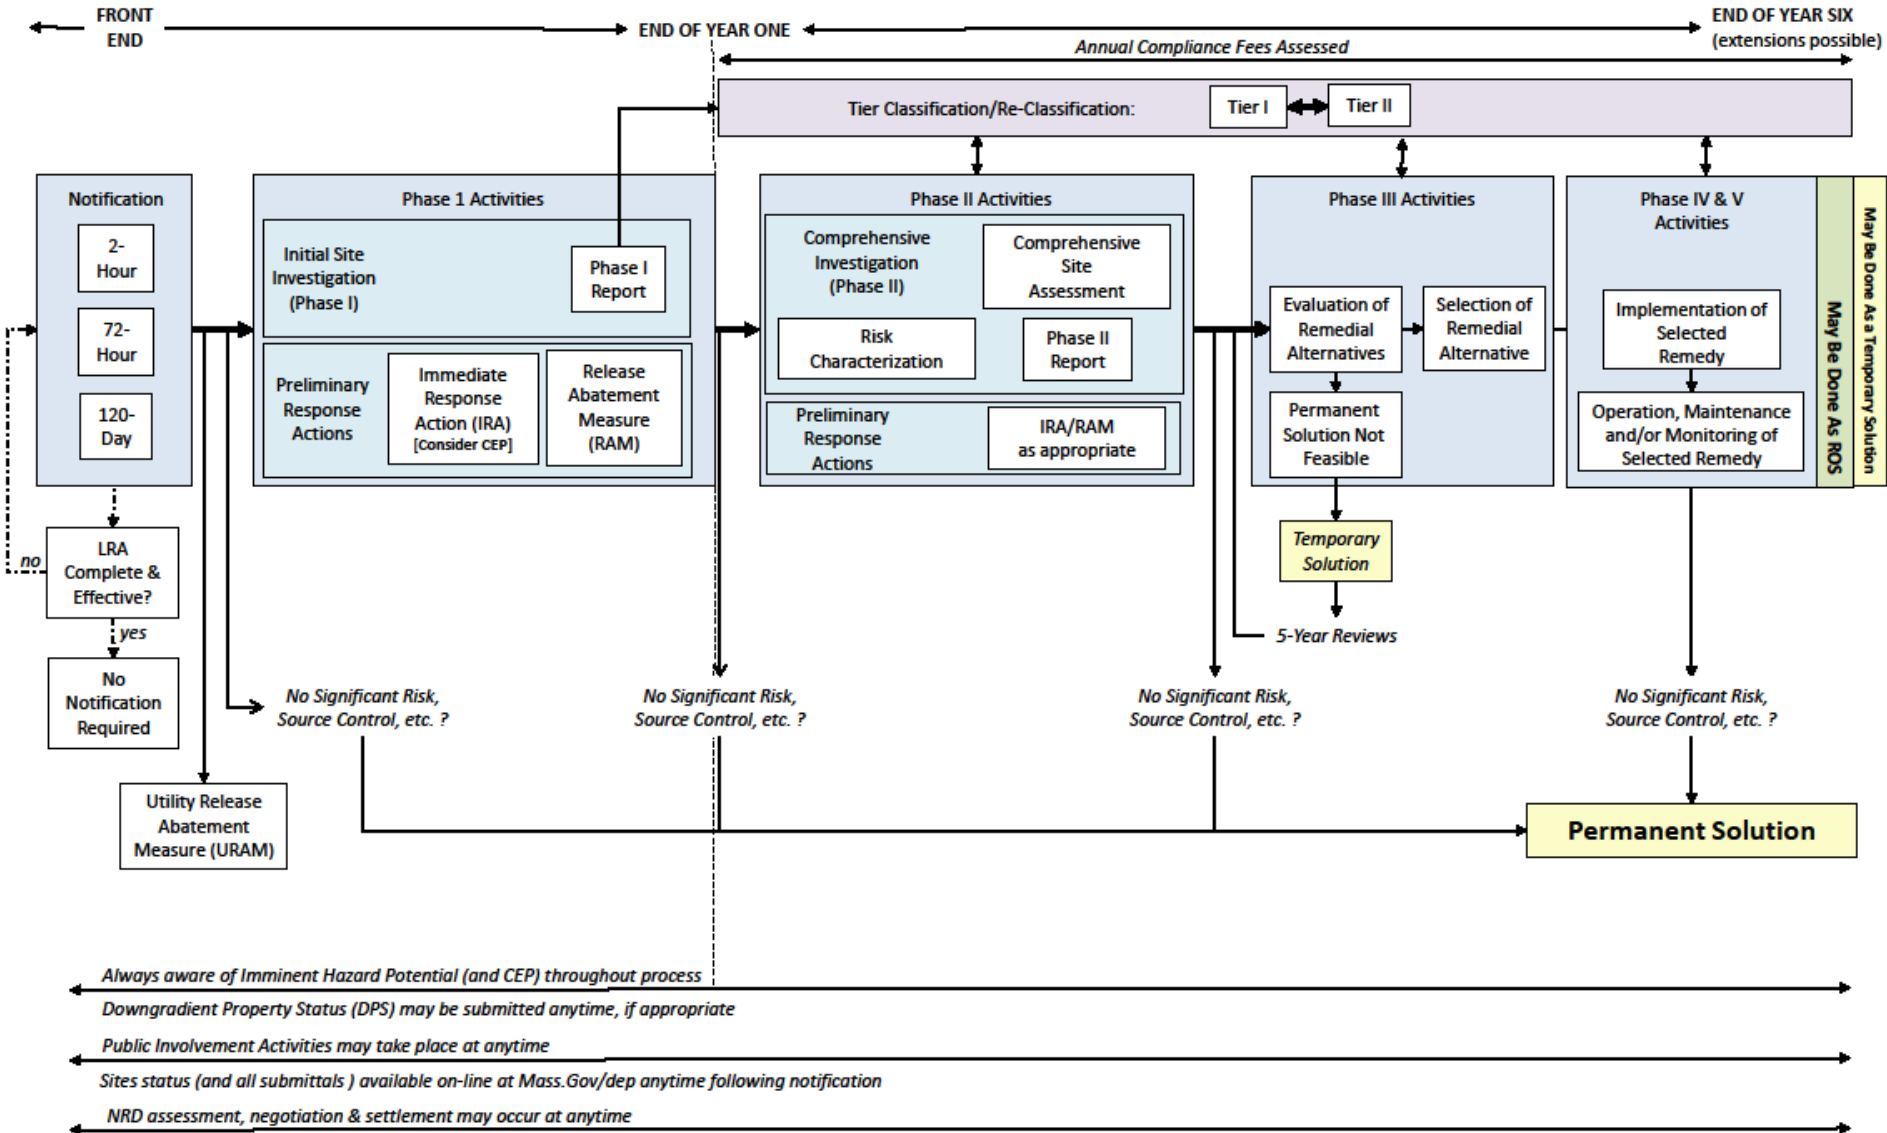 FRONT
END
END OF YEAR ONE
END OF YEAR SIX
(extensions possible)
Annual Compliance Fees Assessed
Tier Classification/Re-Classification:
Tier I
Tier II
Notification
2-
Hour
72-
Hour
120-
Day
LRA
Complete &
Effective?
no
yes
No
Notification
Required
Utility Release
Abatement
Measure (URAM)
Phase 1 Activities
Initial Site
Investigation
(Phase I)
Phase I
Report
Preliminary
Response
Actions
Immediate
Response
Action (IRA)
[Consider CEP]
Release
Abatement
Measure
(RAM)
Phase II Activities
Comprehensive
Investigation
(Phase II)
Comprehensive
Site
Assessment
Risk
Characterization
Phase II
Report
Preliminary
Response
Actions
IRA/RAM
as appropriate
Phase III Activities
Evaluation of
Remedial
Alternatives
Selection of
Remedial
Alternative
Permanent
Solution Not
Feasible
Temporary
Solution
5-Year Reviews
Phase IV & V
Activities
Implementation of
Selected
Remedy
Operation, Maintenance
and/or Monitoring of
Selected Remedy
May Be Done As ROS
May Be Done As a Temporary Solution
No Significant Risk,
Source Control, etc. ?
No Significant Risk,
Source Control, etc. ?
No Significant Risk,
Source Control, etc. ?
No Significant Risk,
Source Control, etc. ?
Permanent Solution
Always aware of Imminent Hazard Potential (and CEP) throughout process
Downgradient Property Status (DPS) may be submitted anytime, if appropriate
Public Involvement Activities may take place at anytime
Sites status (and all submittals ) available on-line at Mass.Gov/dep anytime following notification
NRD assessment, negotiation & settlement may occur at anytime